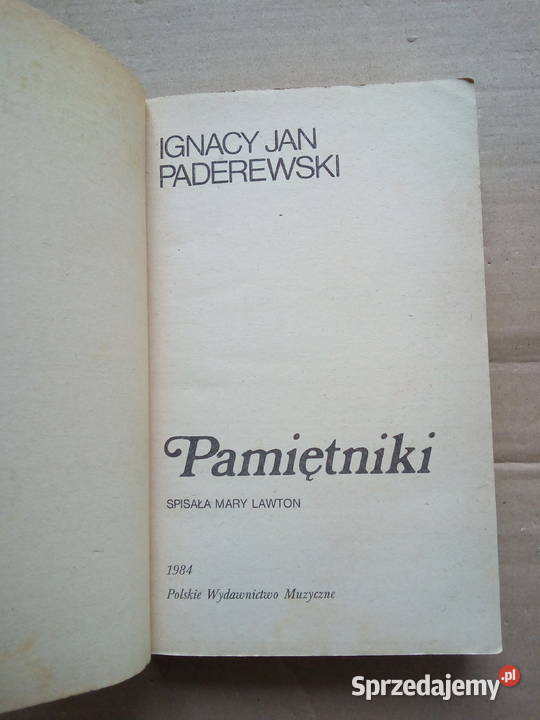 IGNACY JAN
PADEREWSKI
Pamiętniki
SPISAŁA MARY LAWTON
1984
Polskie Wydawnictwo Muzyczne
Sprzedajemy.pl